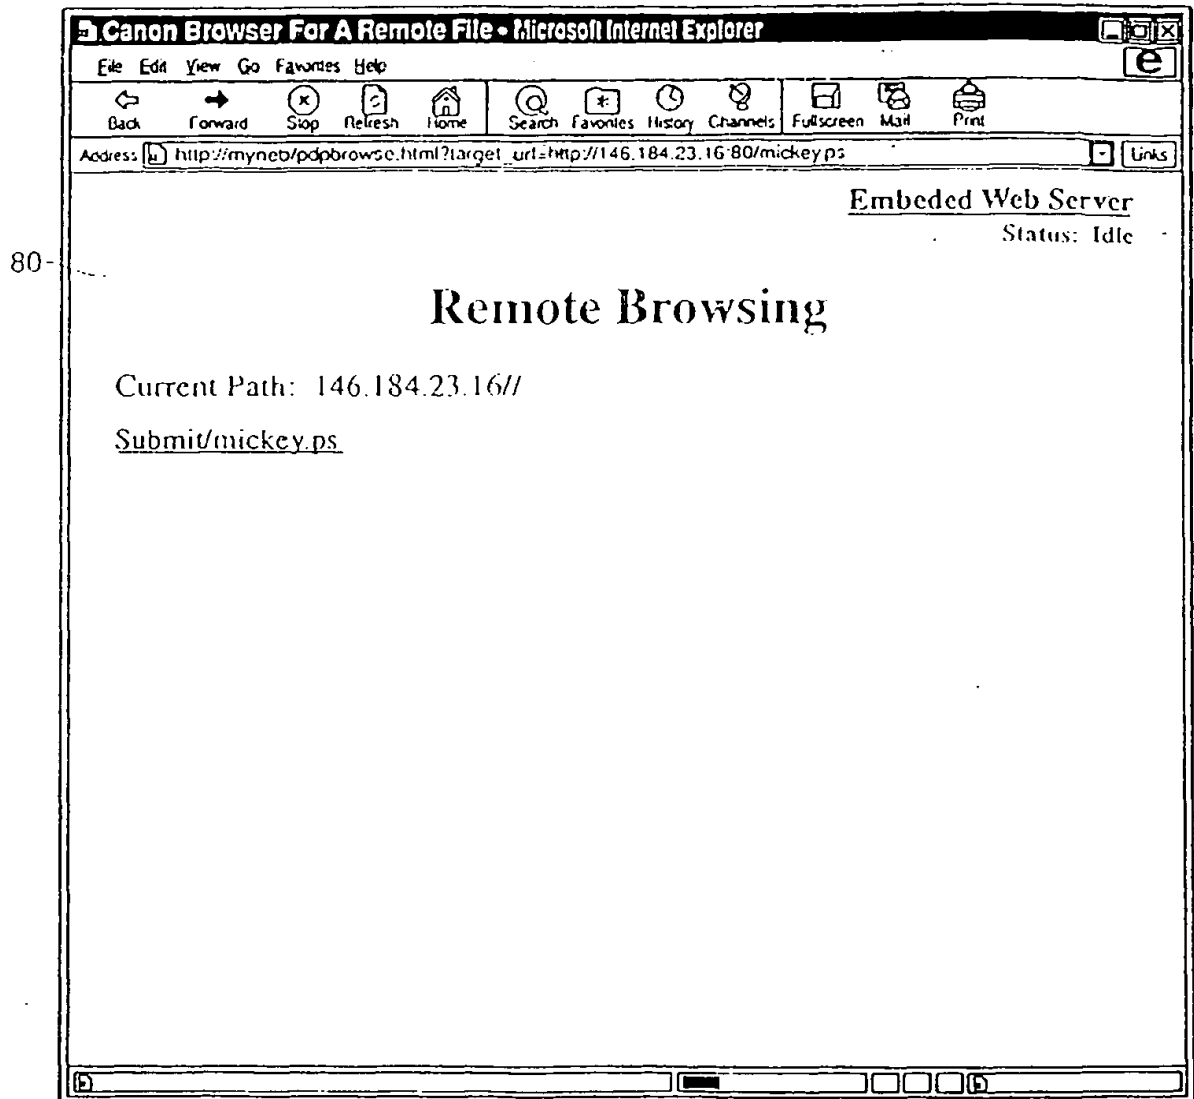 Canon Browser For A Remote File • Microsoft Internet Explorer
File Edit View Go Favorites Help
Back Forward Stop Refresh Home Search Favorites History Channels Fullscreen Mail Print
Address http://myneb/pdpbrowse.html?target_url=http://146.184.23.16:80/mickey.ps Links
Embeded Web Server
Status: Idle
80
Remote Browsing
Current Path: 146.184.23.16//
Submit/mickey.ps